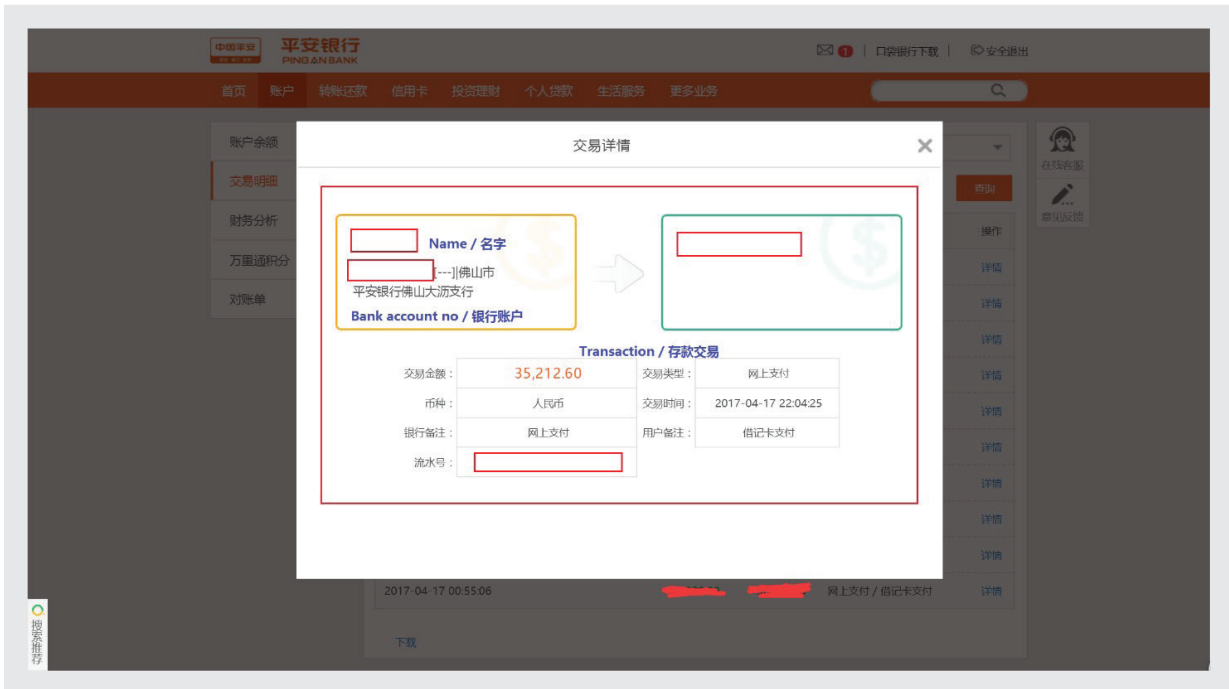 中国平安 平安银行
PING AN BANK
1 口袋银行下载 安全退出
首页 账户 转账还款 信用卡 投资理财 个人贷款 生活服务 更多业务
账户余额
交易明细
财务分析
万里通积分
对账单
交易详情
Name / 名字
[---]|佛山市
平安银行佛山大沥支行
Bank account no / 银行账户
Transaction / 存款交易
交易金额： 35,212.60 交易类型： 网上支付
币种： 人民币 交易时间： 2017-04-17 22:04:25
银行备注： 网上支付 用户备注： 借记卡支付
流水号：
在线客服
意见反馈
查询
操作
详情
详情
详情
详情
详情
详情
详情
详情
详情
2017-04-17 00:55:06 网上支付 / 借记卡支付 详情
下载
搜索推荐